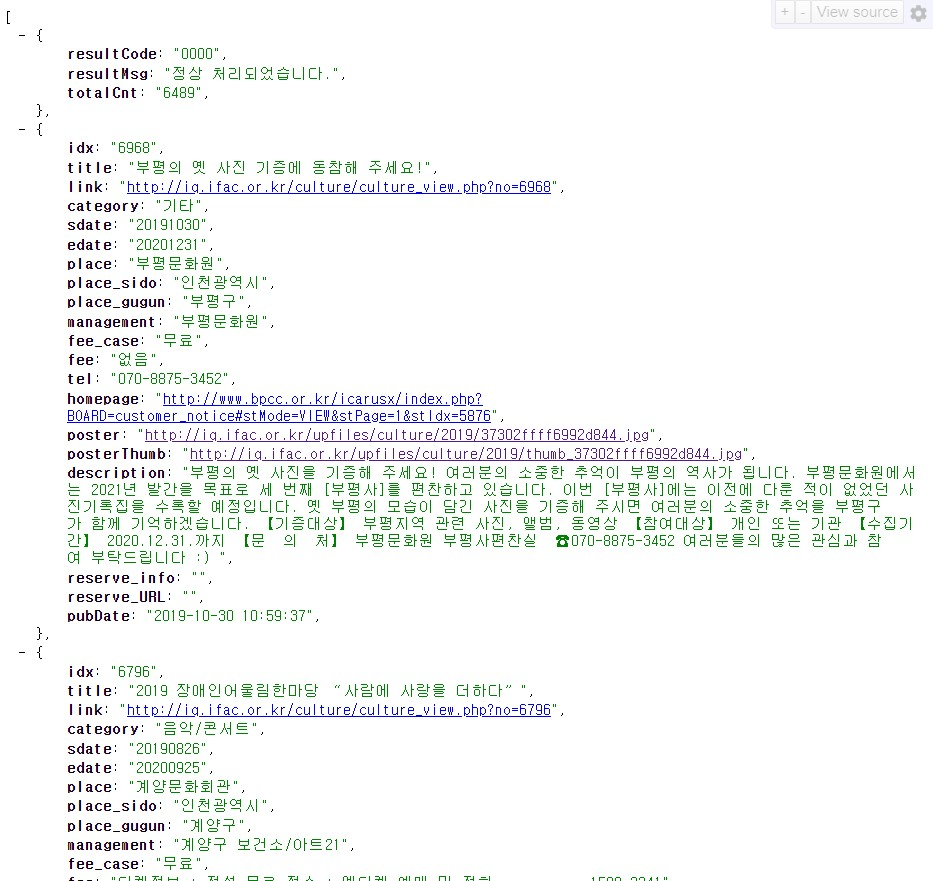 + - View source
[
- {
resultCode: "0000",
resultMsg: "정상 처리되었습니다.",
totalCnt: "6489",
},
- {
idx: "6968",
title: "부평의 옛 사진 기증에 동참해 주세요!",
link: "http://iq.ifac.or.kr/culture/culture_view.php?no=6968",
category: "기타",
sdate: "20191030",
edate: "20201231",
place: "부평문화원",
place_sido: "인천광역시",
place_gugun: "부평구",
management: "부평문화원",
fee_case: "무료",
fee: "없음",
tel: "070-8875-3452",
homepage: "http://www.bpcc.or.kr/icarusx/index.php?
BOARD=customer_notice#stMode=VIEW&stPage=1&stIdx=5876",
poster: "http://iq.ifac.or.kr/upfiles/culture/2019/37302ffff6992d844.jpg",
posterThumb: "http://iq.ifac.or.kr/upfiles/culture/2019/thumb_37302ffff6992d844.jpg",
description: "부평의 옛 사진을 기증해 주세요! 여러분의 소중한 추억이 부평의 역사가 됩니다. 부평문화원에서
는 2021년 발간을 목표로 세 번째 [부평사]를 편찬하고 있습니다. 이번 [부평사]에는 이전에 다룬 적이 없었던 사
진기록집을 수록할 예정입니다. 옛 부평의 모습이 담긴 사진을 기증해 주시면 여러분의 소중한 추억을 부평구
가 함께 기억하겠습니다. 【기증대상】 부평지역 관련 사진, 앨범, 동영상 【참여대상】 개인 또는 기관 【수집기
간】 2020.12.31.까지 【문 의 처】 부평문화원 부평사편찬실 ☎070-8875-3452 여러분들의 많은 관심과 참
여 부탁드립니다 :) ",
reserve_info: "",
reserve_URL: "",
pubDate: "2019-10-30 10:59:37",
},
- {
idx: "6796",
title: "2019 장애인어울림한마당 “사람에 사랑을 더하다” ",
link: "http://iq.ifac.or.kr/culture/culture_view.php?no=6796",
category: "음악/콘서트",
sdate: "20190826",
edate: "20200925",
place: "계양문화회관",
place_sido: "인천광역시",
place_gugun: "계양구",
management: "계양구 보건소/아트21",
fee_case: "무료",